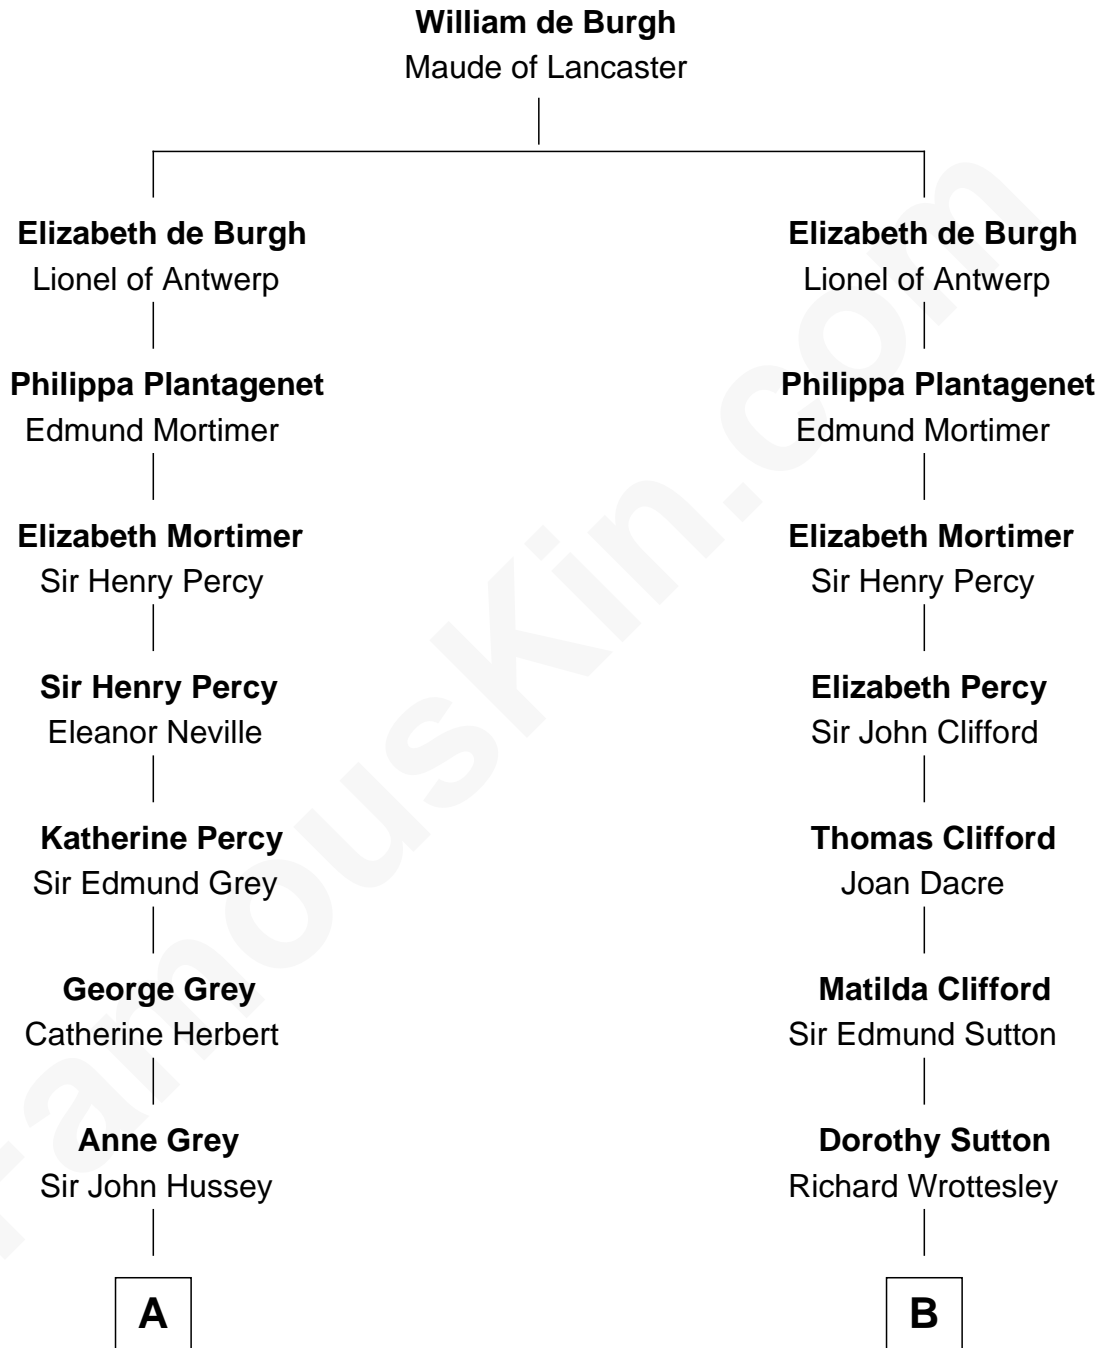 William de Burgh
Maude of Lancaster
Elizabeth de Burgh
Lionel of Antwerp
Philippa Plantagenet
Edmund Mortimer
Elizabeth Mortimer
Sir Henry Percy
Sir Henry Percy
Eleanor Neville
Katherine Percy
Sir Edmund Grey
George Grey
Catherine Herbert
Anne Grey
Sir John Hussey
A
Elizabeth de Burgh
Lionel of Antwerp
Philippa Plantagenet
Edmund Mortimer
Elizabeth Mortimer
Sir Henry Percy
Elizabeth Percy
Sir John Clifford
Thomas Clifford
Joan Dacre
Matilda Clifford
Sir Edmund Sutton
Dorothy Sutton
Richard Wrottesley
B
FamousKin.com